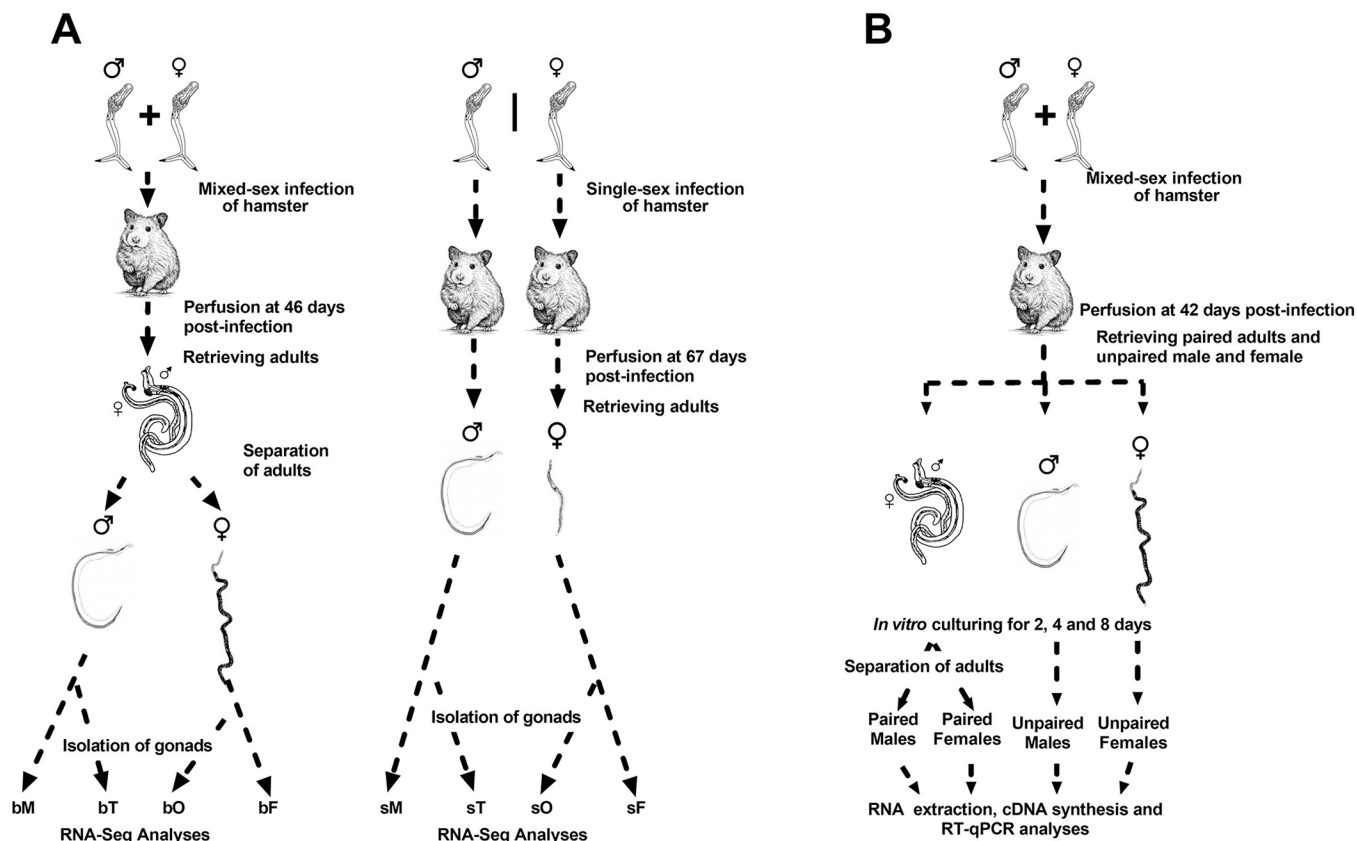 A
♂ ♀
+
Mixed-sex infection
of hamster
Perfusion at 46 days
post-infection
Retrieving adults
♂
♀
Separation
of adults
♂ ♀
Isolation of gonads
bM bT bO bF
RNA-Seq Analyses
♂ | ♀
Single-sex infection
of hamster
Perfusion at 67 days
post-infection
Retrieving adults
♂ ♀
Isolation of gonads
sM sT sO sF
RNA-Seq Analyses
B
♂ ♀
+
Mixed-sex infection
of hamster
Perfusion at 42 days post-infection
Retrieving paired adults and
unpaired male and female
♂
♀
♂
♀
In vitro culturing for 2, 4 and 8 days
Separation of adults
Paired
Males
Paired
Females
Unpaired
Males
Unpaired
Females
RNA extraction, cDNA synthesis and
RT-qPCR analyses